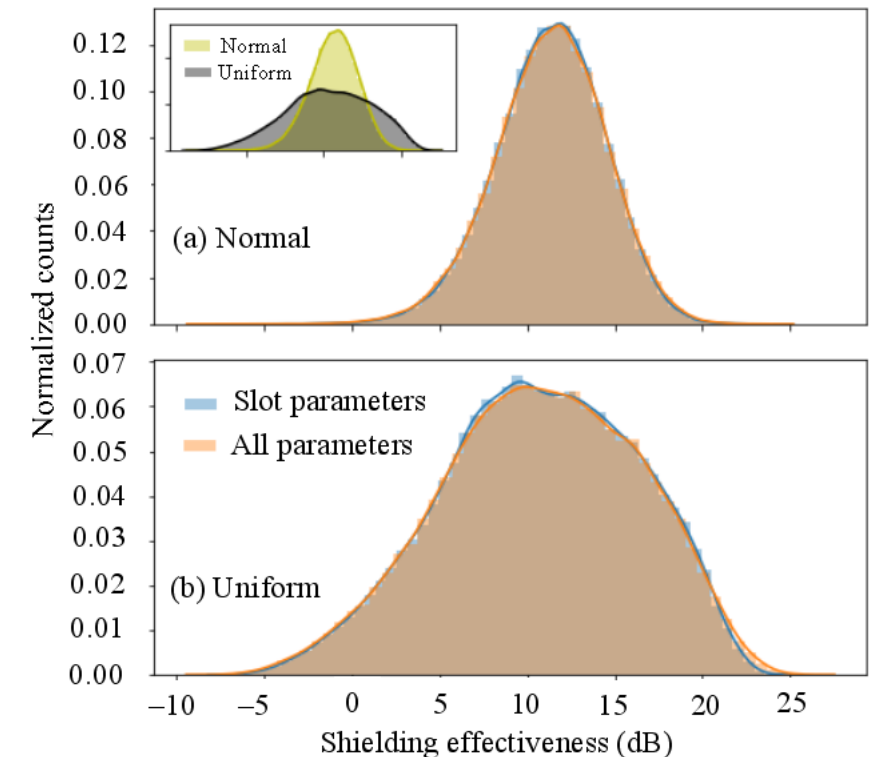 Normalized counts
0.12
0.10
0.08
0.06
0.04
0.02
0.00
Normal
Uniform
(a) Normal
0.07
0.06
0.05
0.04
0.03
0.02
0.01
0.00
Slot parameters
All parameters
(b) Uniform
−10 −5 0 5 10 15 20 25
Shielding effectiveness (dB)